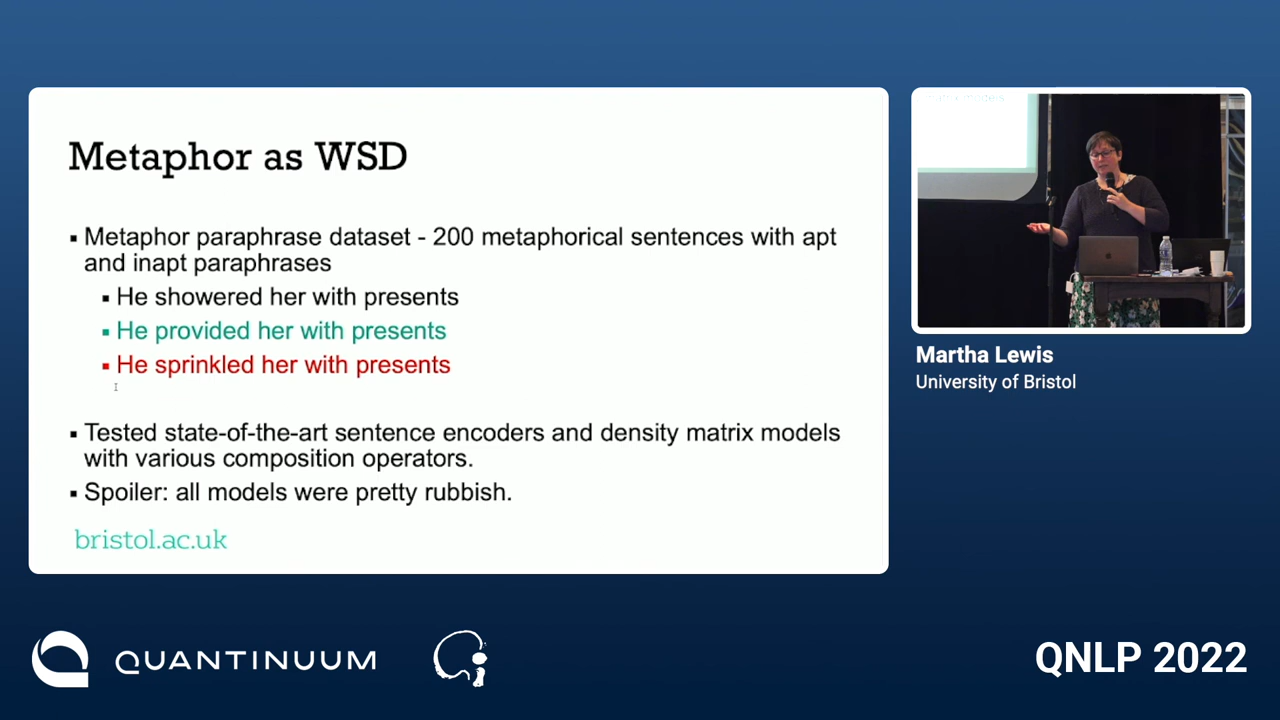 Metaphor as WSD
▪ Metaphor paraphrase dataset - 200 metaphorical sentences with apt
and inapt paraphrases
▪ He showered her with presents
▪ He provided her with presents
▪ He sprinkled her with presents
▪ Tested state-of-the-art sentence encoders and density matrix models
with various composition operators.
▪ Spoiler: all models were pretty rubbish.
bristol.ac.uk
matrix models
Martha Lewis
University of Bristol
QUANTINUUM
QNLP 2022